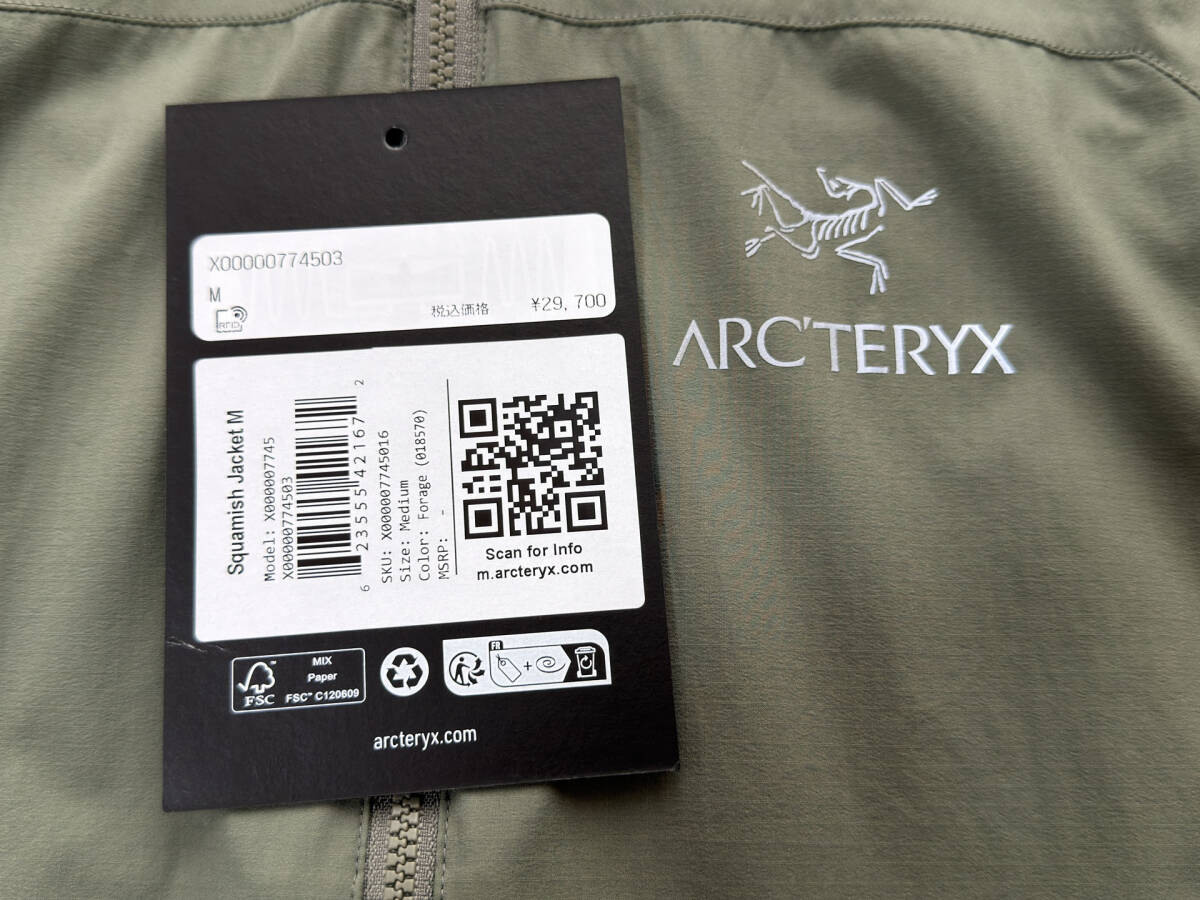 X00000774503
M
RFID
税込価格 ¥29,700
Squamish Jacket M
Model: X000007745
X00000774503
6 23555 42167 2
SKU: X000007745016
Size: Medium
Color: Forage (018570)
MSRP: -
Scan for Info
m.arcteryx.com
FSC
MIX
Paper
FSC™ C120609
FR
arcteryx.com
ARC'TERYX